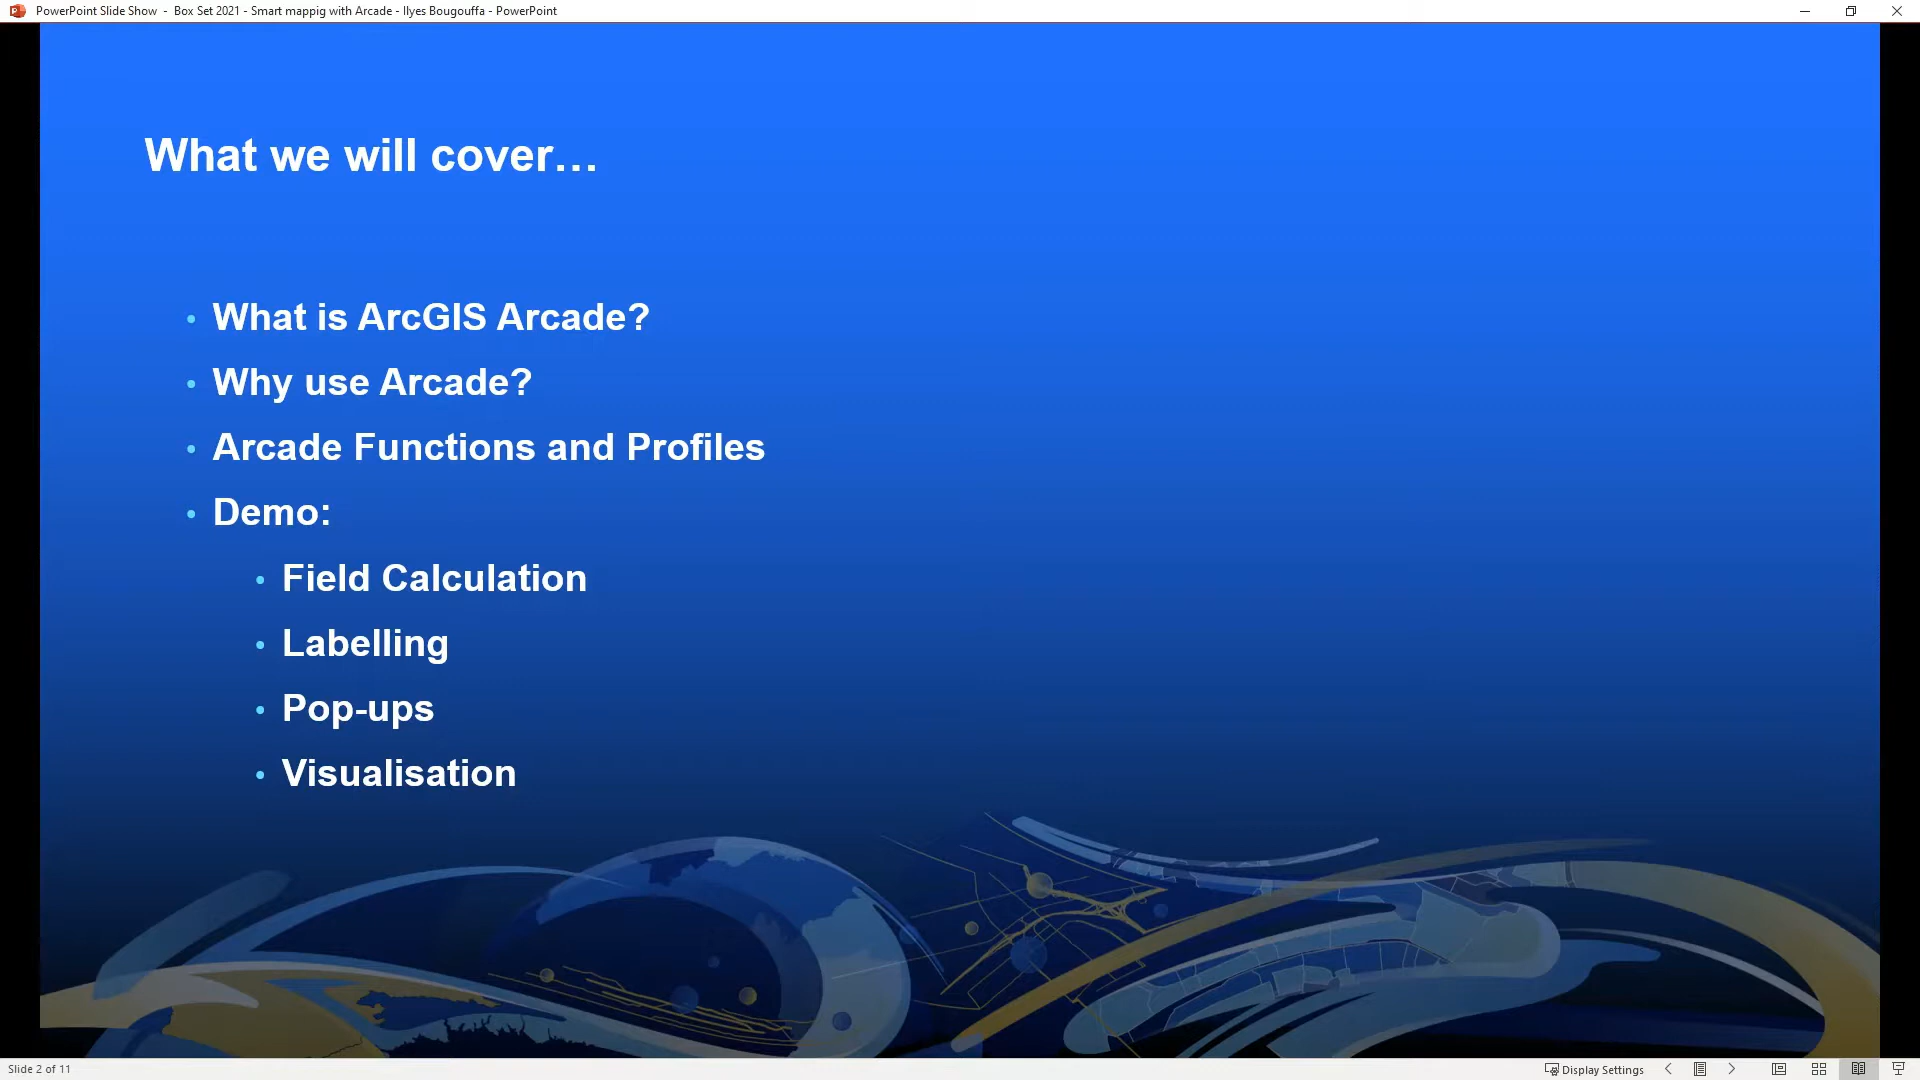 PowerPoint Slide Show - Box Set 2021 - Smart mappig with Arcade - Ilyes Bougouffa - PowerPoint
What we will cover…
• What is ArcGIS Arcade?
• Why use Arcade?
• Arcade Functions and Profiles
• Demo:
• Field Calculation
• Labelling
• Pop-ups
• Visualisation
Slide 2 of 11
Display Settings